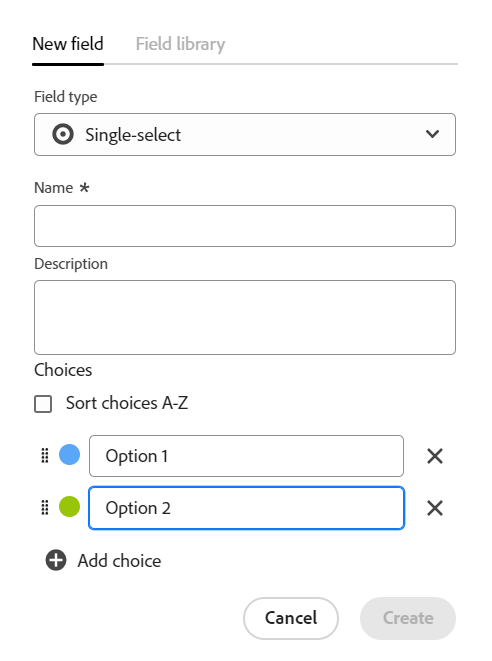 New field Field library
Field type
Single-select
Name *
Description
Choices
Sort choices A-Z
Option 1
Option 2
Add choice
Cancel Create